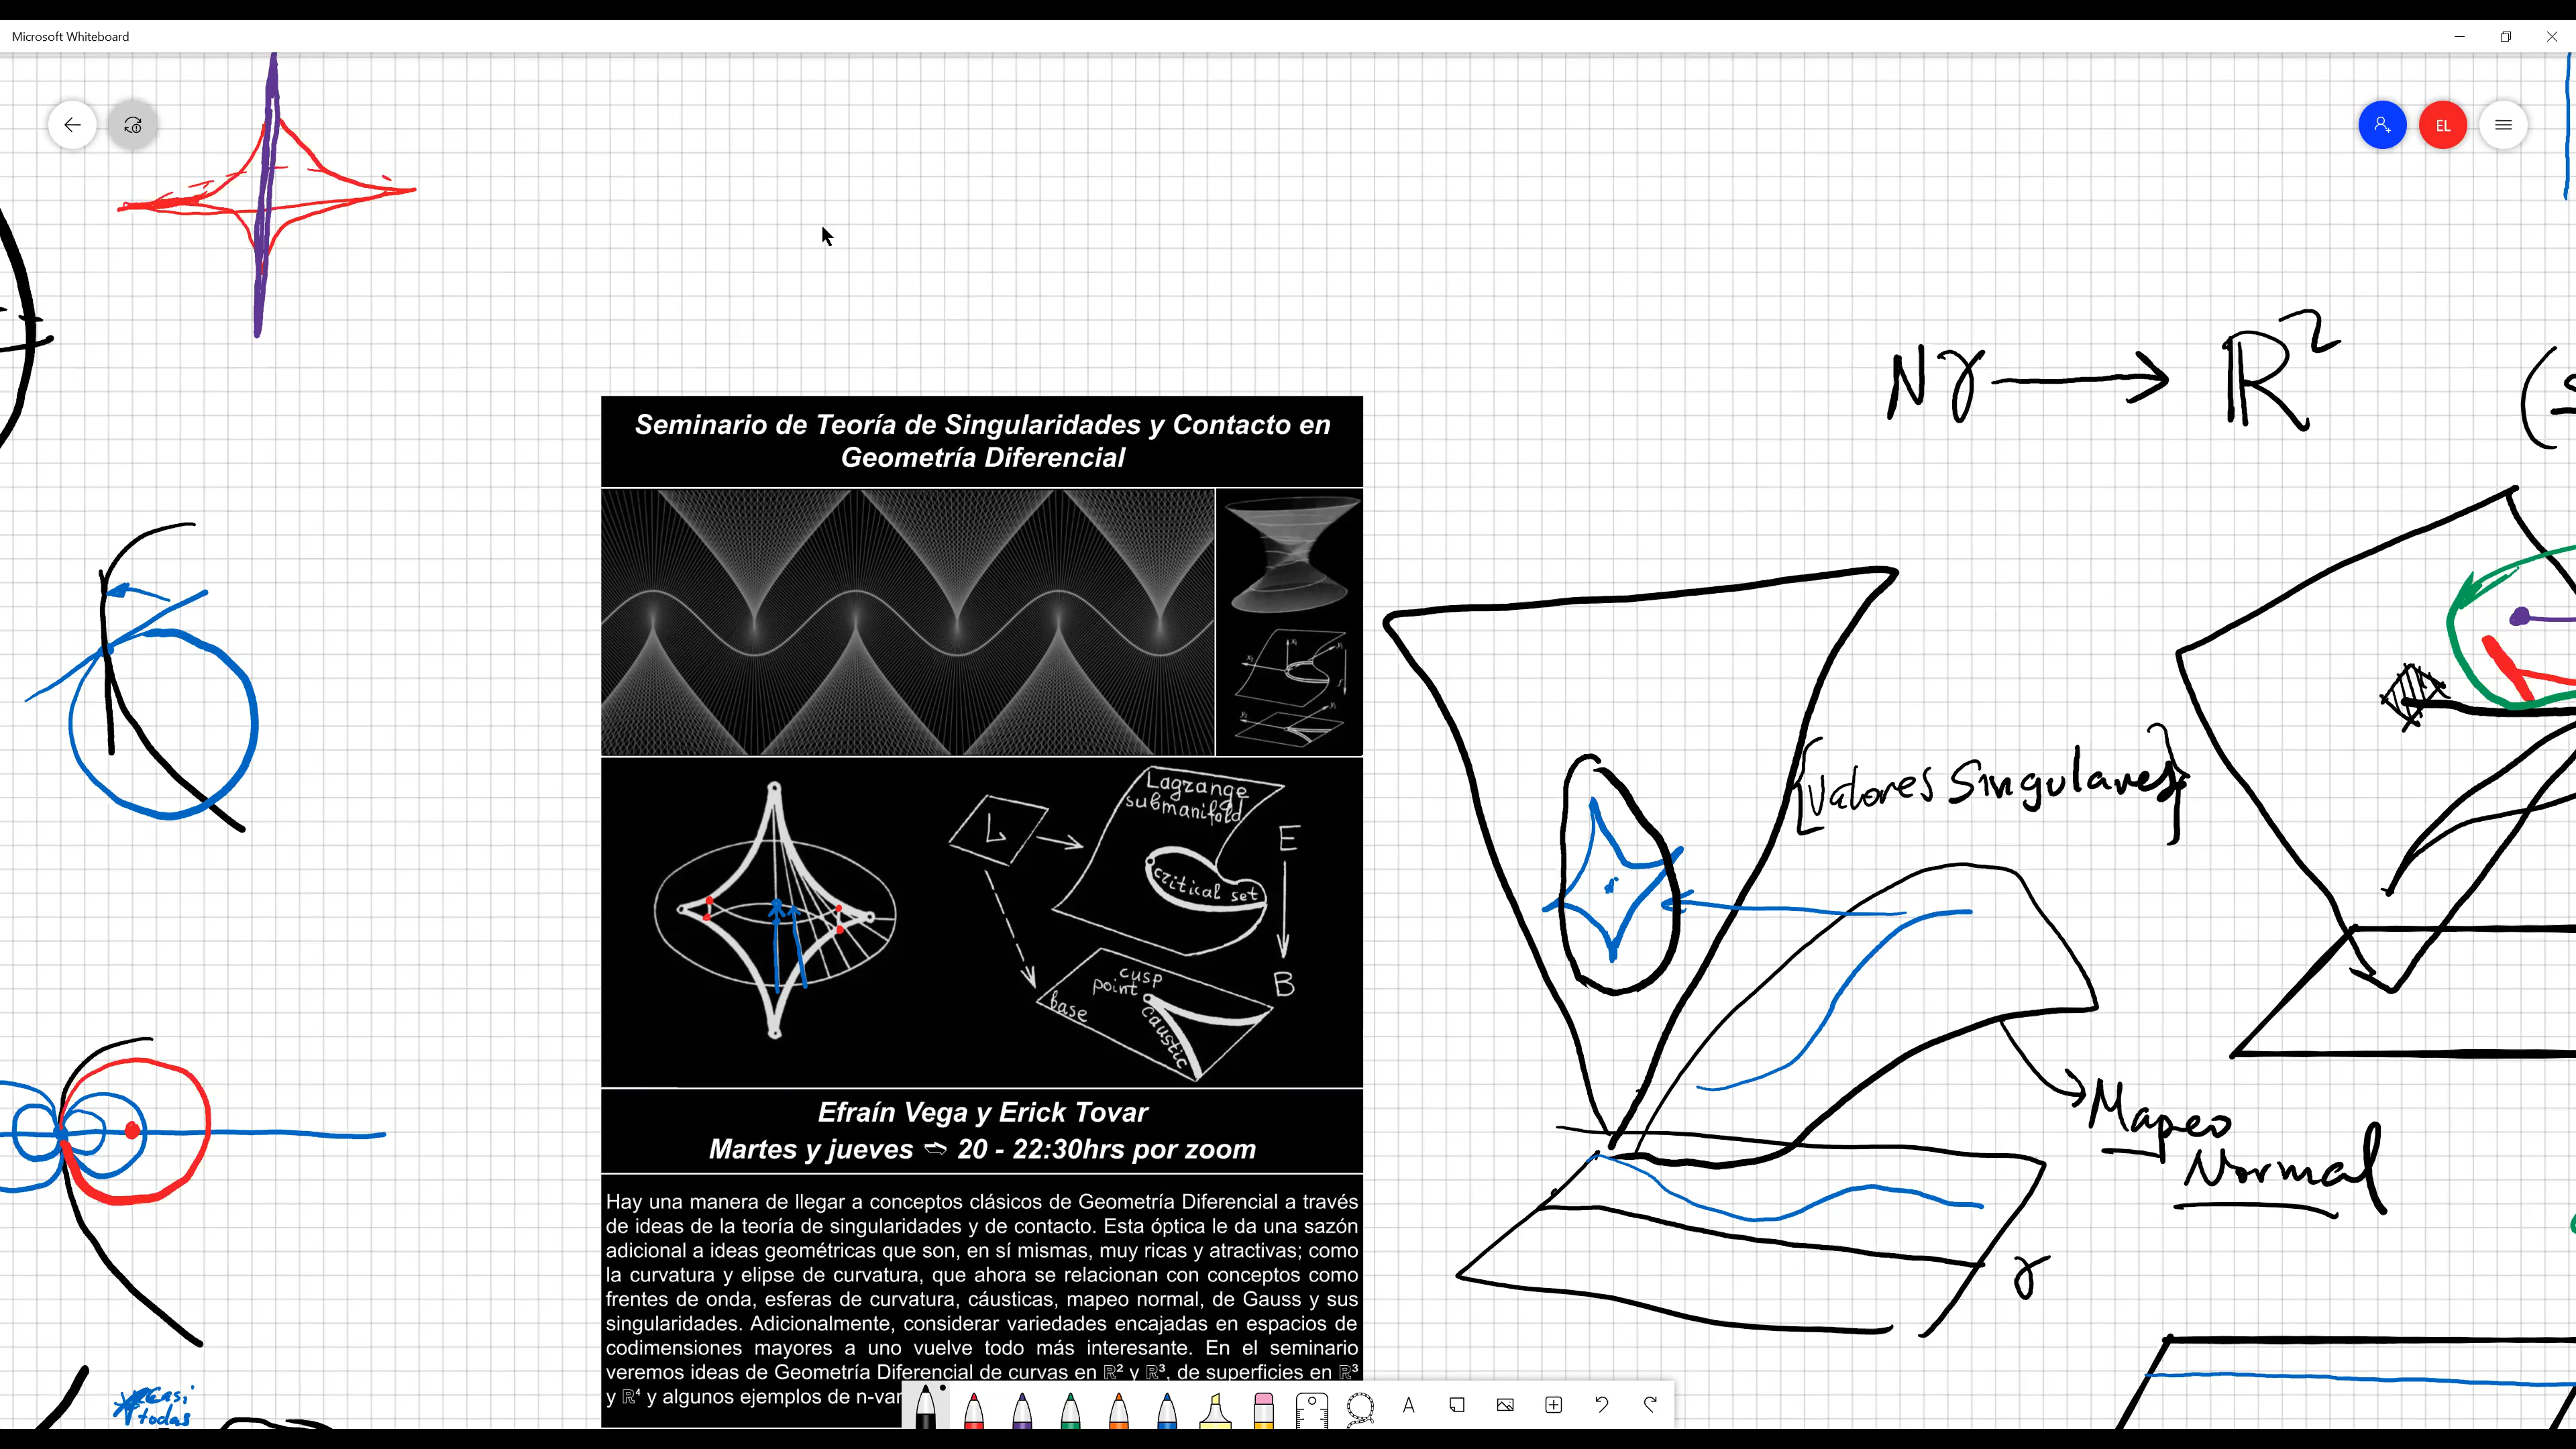 Microsoft Whiteboard
EL
Nγ → ℝ²
Seminario de Teoría de Singularidades y Contacto en
Geometría Diferencial
Lagrange
submanifold
L
E
critical set
B
cusp
point
base
caustic
Efraín Vega y Erick Tovar
Martes y jueves ➯ 20 - 22:30hrs por zoom
Hay una manera de llegar a conceptos clásicos de Geometría Diferencial a través
de ideas de la teoría de singularidades y de contacto. Esta óptica le da una sazón
adicional a ideas geométricas que son, en sí mismas, muy ricas y atractivas; como
la curvatura y elipse de curvatura, que ahora se relacionan con conceptos como
frentes de onda, esferas de curvatura, cáusticas, mapeo normal, de Gauss y sus
singularidades. Adicionalmente, considerar variedades encajadas en espacios de
codimensiones mayores a uno vuelve todo más interesante. En el seminario
veremos ideas de Geometría Diferencial de curvas en ℝ² y ℝ³, de superficies en ℝ³
y ℝ⁴ y algunos ejemplos de n-var
{Valores Singulares}
Mapeo
Normal
γ
Casi
todas
A